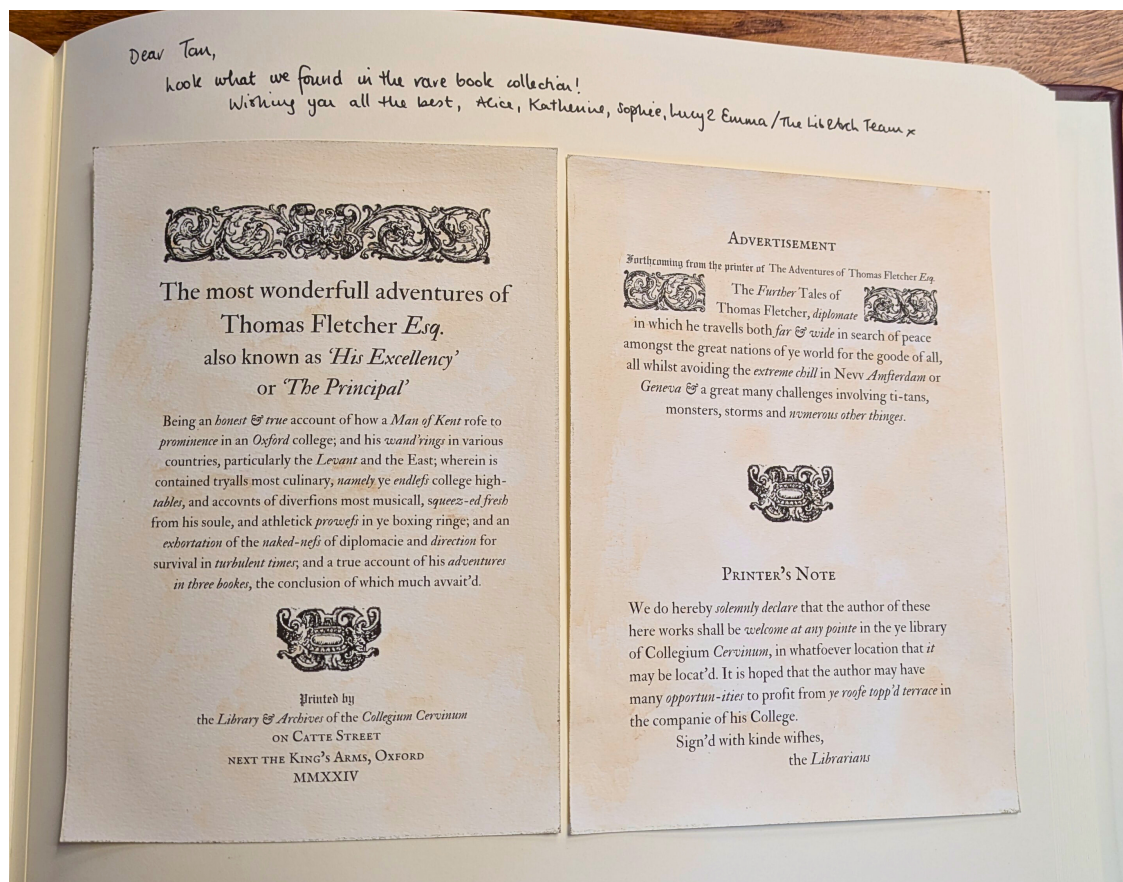 Dear Tom,
Look what we found in the rare book collection!
Wishing you all the best, Alice, Katherine, Sophie, Lucy & Emma/The Lib&Arch Team x
The most wonderfull adventures of
Thomas Fletcher Esq.
also known as ‘His Excellency’
or ‘The Principal’
Being an honest & true account of how a Man of Kent rofe to
prominence in an Oxford college; and his wand’rings in various
countries, particularly the Levant and the East; wherein is
contained tryalls most culinary, namely ye endlefs college high-
tables, and accovnts of diverfions most musicall, squeez-ed fresh
from his soule, and athletick prowefs in ye boxing ringe; and an
exhortation of the naked-nefs of diplomacie and direction for
survival in turbulent times; and a true account of his adventures
in three bookes, the conclusion of which much avvait’d.
Printed by
the Library & Archives of the Collegium Cervinum
ON CATTE STREET
NEXT THE KING’S ARMS, OXFORD
MMXXIV
ADVERTISEMENT
Forthcoming from the printer of The Adventures of Thomas Fletcher Esq.
The Further Tales of
Thomas Fletcher, diplomate
in which he travells both far & wide in search of peace
amongst the great nations of ye world for the goode of all,
all whilst avoiding the extreme chill in Nevv Amfterdam or
Geneva & a great many challenges involving ti-tans,
monsters, storms and nvmerous other thinges.
PRINTER’S NOTE
We do hereby solemnly declare that the author of these
here works shall be welcome at any pointe in the ye library
of Collegium Cervinum, in whatfoever location that it
may be locat’d. It is hoped that the author may have
many opportun-ities to profit from ye roofe topp’d terrace in
the companie of his College.
Sign’d with kinde wifhes,
the Librarians